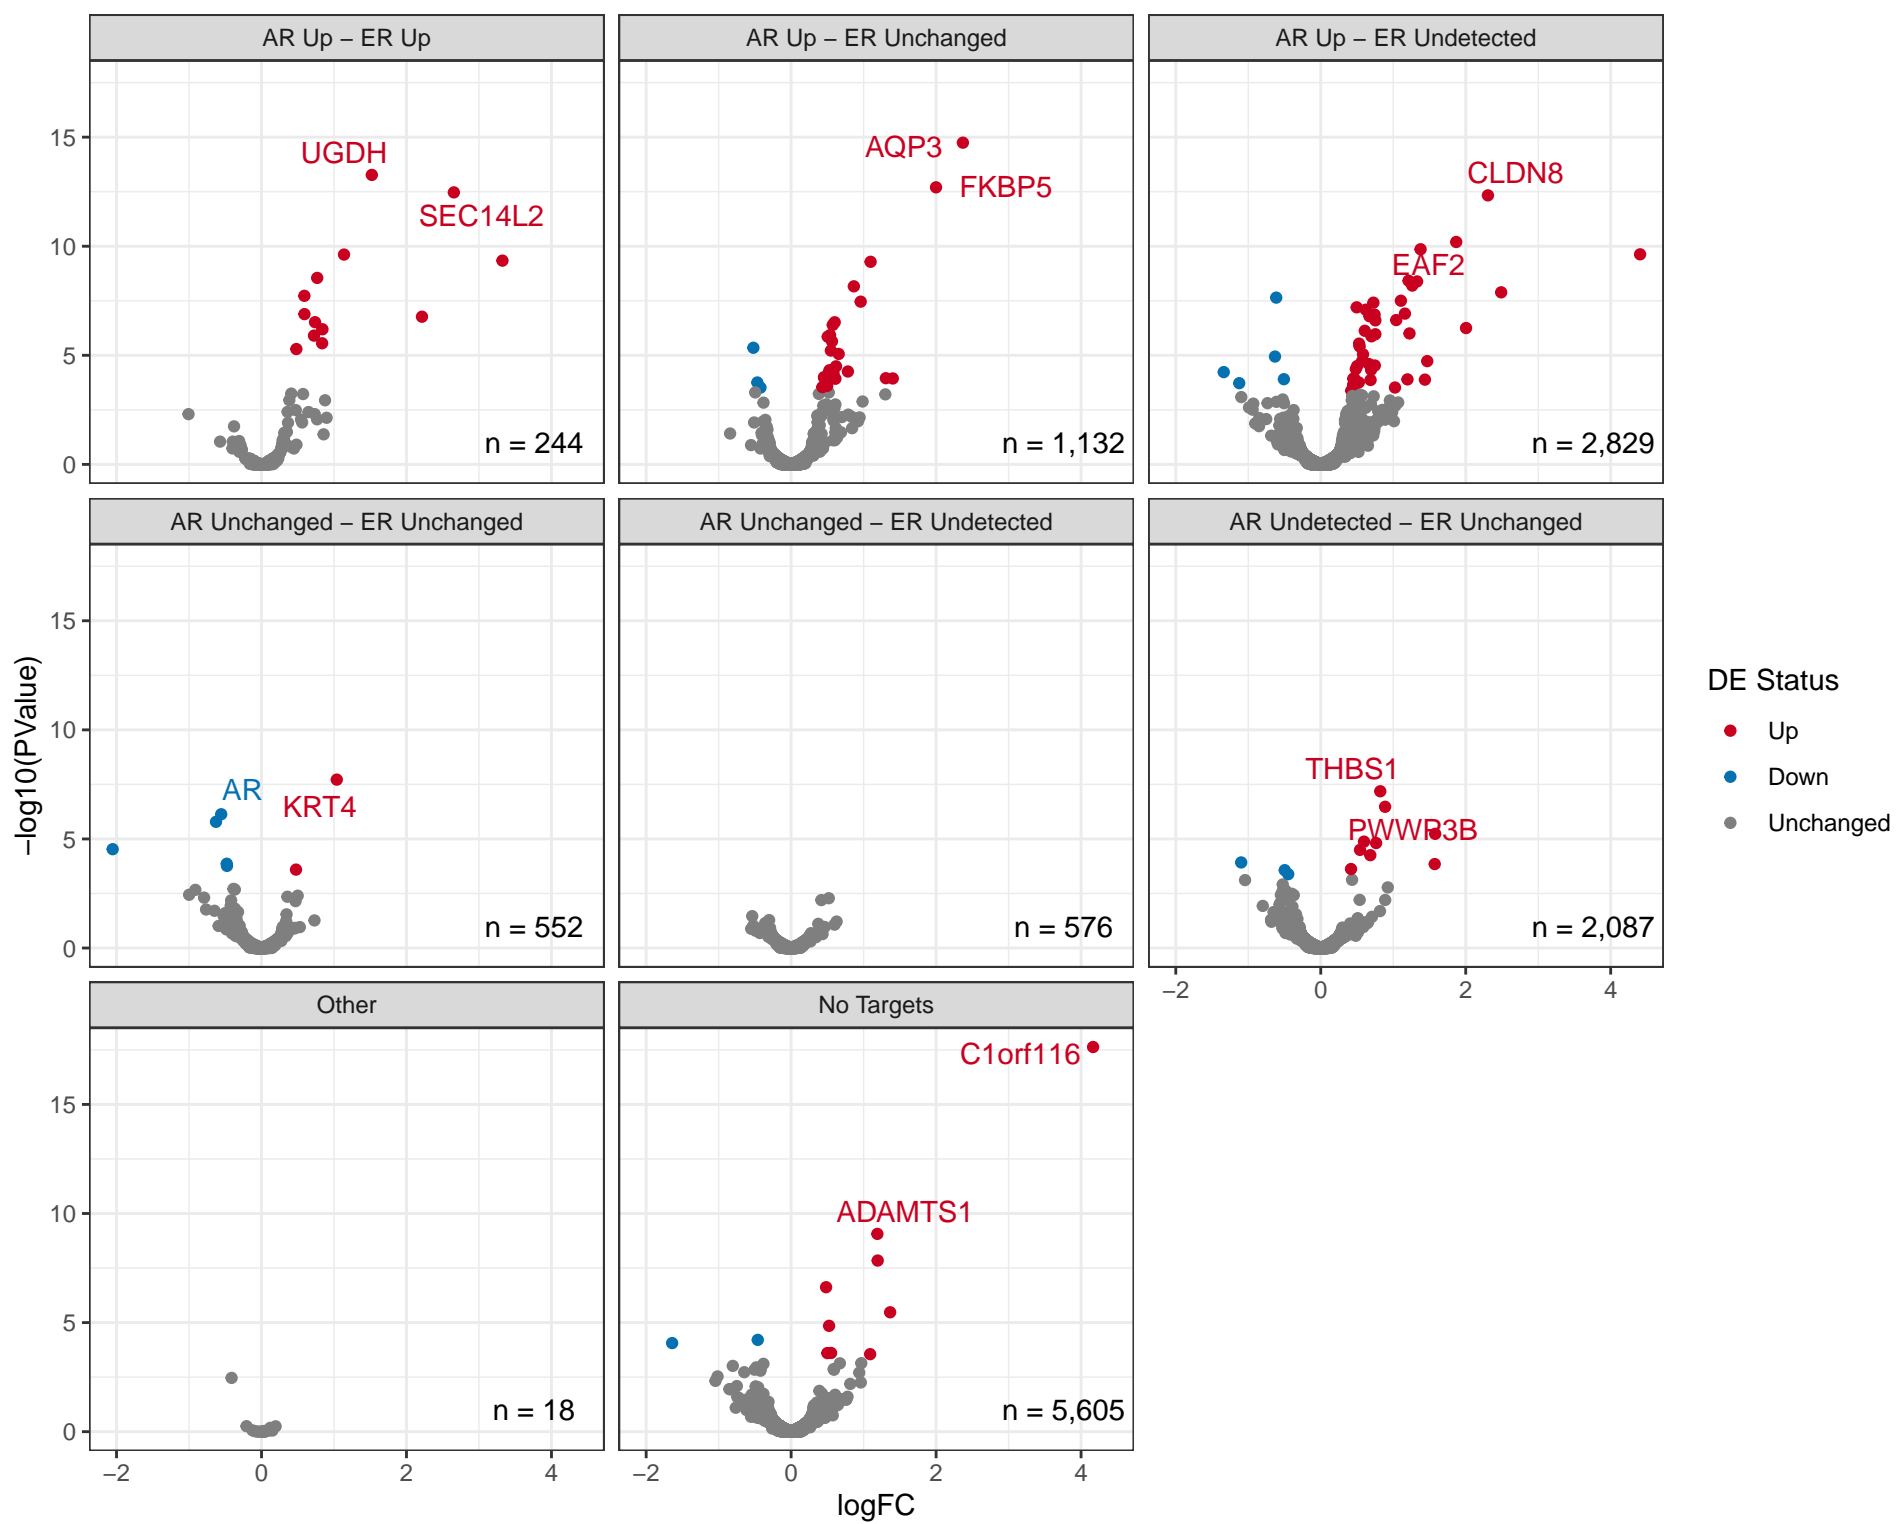 AR Up – ER Up
AR Up – ER Unchanged
AR Up – ER Undetected
15
10
5
0
UGDH
SEC14L2
n = 244
AQP3
FKBP5
n = 1,132
CLDN8
EAF2
n = 2,829
AR Unchanged – ER Unchanged
AR Unchanged – ER Undetected
AR Undetected – ER Unchanged
15
10
5
0
AR
KRT4
n = 552
n = 576
THBS1
PWWP3B
n = 2,087
–2
0
2
4
Other
No Targets
15
10
5
0
n = 18
C1orf116
ADAMTS1
n = 5,605
–2
0
2
4
–2
0
2
4
logFC
–log10(PValue)
DE Status
Up
Down
Unchanged